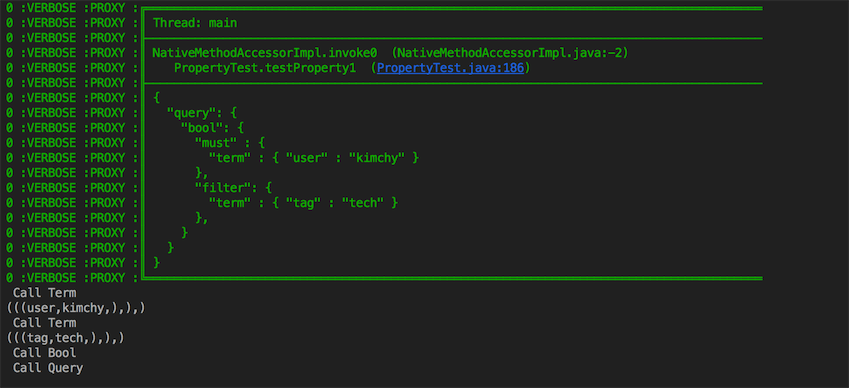 0 :VERBOSE :PROXY :╔══════════════════════════════════════
0 :VERBOSE :PROXY :║ Thread: main
0 :VERBOSE :PROXY :╟──────────────────────────────────────
0 :VERBOSE :PROXY :║ NativeMethodAccessorImpl.invoke0  (NativeMethodAccessorImpl.java:-2)
0 :VERBOSE :PROXY :║    PropertyTest.testProperty1  (PropertyTest.java:186)
0 :VERBOSE :PROXY :╟──────────────────────────────────────
0 :VERBOSE :PROXY :║ {
0 :VERBOSE :PROXY :║   "query": {
0 :VERBOSE :PROXY :║     "bool": {
0 :VERBOSE :PROXY :║       "must" : {
0 :VERBOSE :PROXY :║         "term" : { "user" : "kimchy" }
0 :VERBOSE :PROXY :║       },
0 :VERBOSE :PROXY :║       "filter": {
0 :VERBOSE :PROXY :║         "term" : { "tag" : "tech" }
0 :VERBOSE :PROXY :║       },
0 :VERBOSE :PROXY :║     }
0 :VERBOSE :PROXY :║   }
0 :VERBOSE :PROXY :║ }
0 :VERBOSE :PROXY :╚══════════════════════════════════════
 Call Term
(((user,kimchy,),),)
 Call Term
(((tag,tech,),),)
 Call Bool
 Call Query